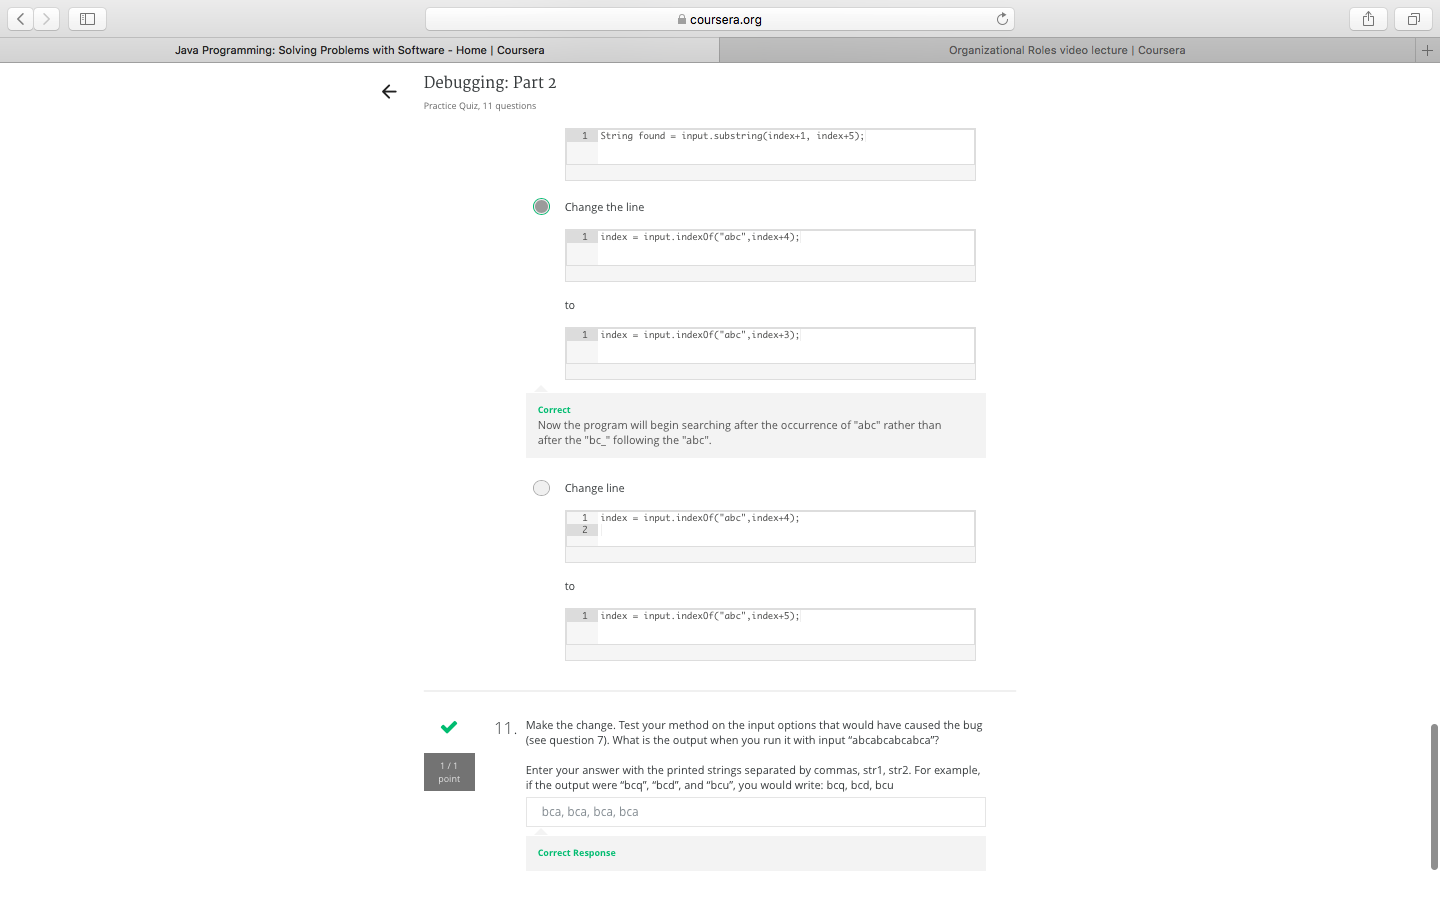 coursera.org
Java Programming: Solving Problems with Software - Home | Coursera
Organizational Roles video lecture | Coursera
Debugging: Part 2
Practice Quiz, 11 questions
1 String found = input.substring(index+1, index+5);
Change the line
1 index = input.indexOf("abc",index+4);
to
1 index = input.indexOf("abc",index+3);
Correct
Now the program will begin searching after the occurrence of "abc" rather than
after the "bc_" following the "abc".
Change line
1 index = input.indexOf("abc",index+4);
2
to
1 index = input.indexOf("abc",index+5);
11. Make the change. Test your method on the input options that would have caused the bug
(see question 7). What is the output when you run it with input “abcabcabcabca”?
1 / 1
point
Enter your answer with the printed strings separated by commas, str1, str2. For example,
if the output were “bcq”, “bcd”, and “bcu”, you would write: bcq, bcd, bcu
bca, bca, bca, bca
Correct Response